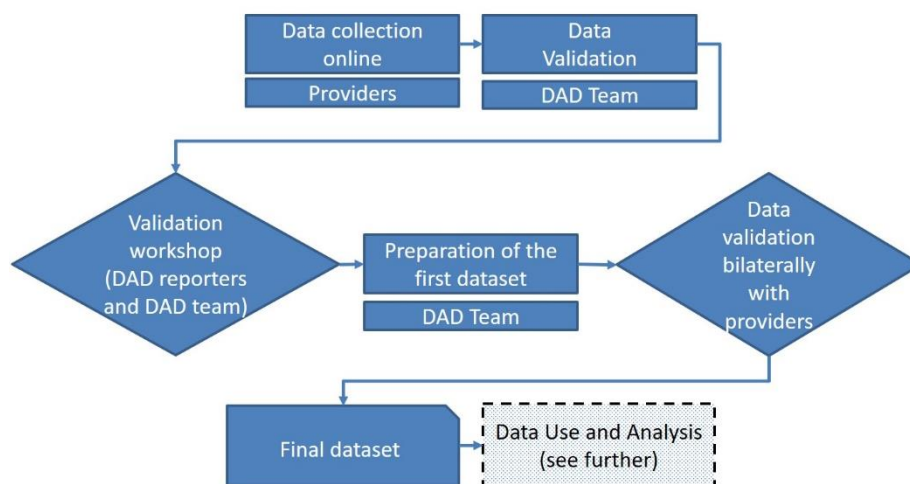 Data collection
online
Providers
Data
Validation
DAD Team
Validation
workshop
(DAD reporters
and DAD team)
Preparation of the
first dataset
DAD Team
Data
validation
bilaterally
with
providers
Final dataset
Data Use and Analysis
(see further)